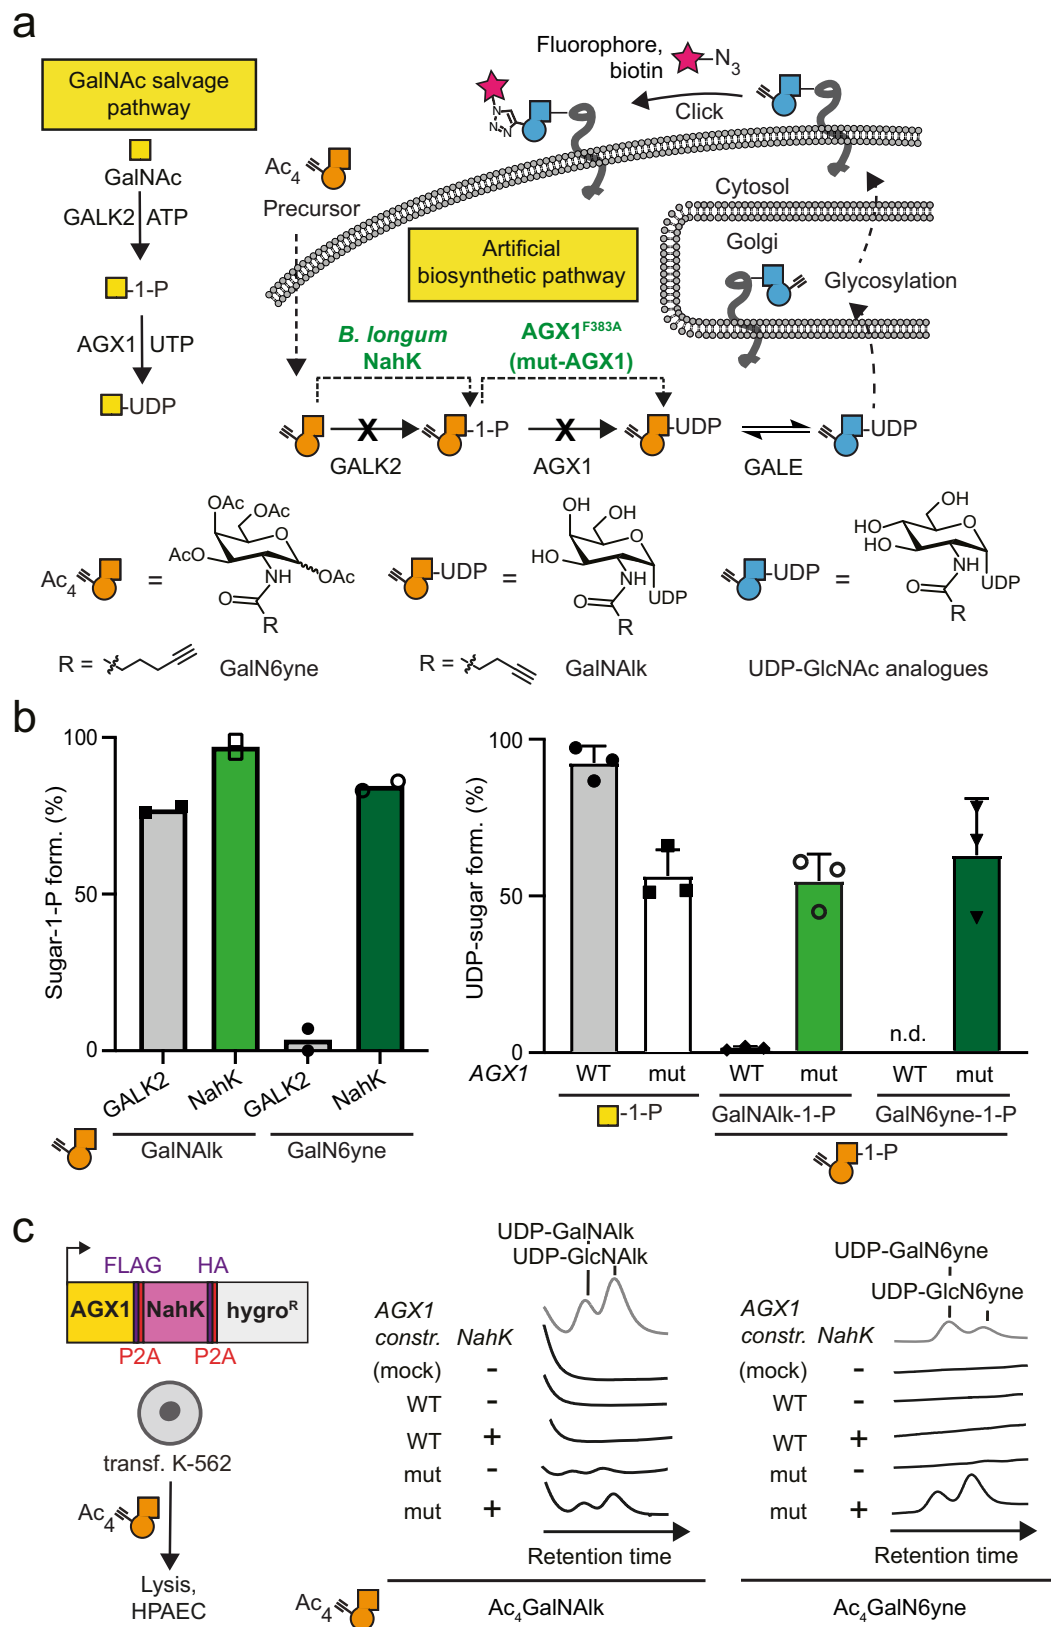 a
GalNAc salvage
pathway
GalNAc
GALK2 ATP
-1-P
AGX1 UTP
-UDP
Fluorophore,
biotin
N3
Click
N
N
N
Ac4
Precursor
Cytosol
Golgi
Glycosylation
Artificial
biosynthetic pathway
B. longum
NahK
AGX1F383A
(mut-AGX1)
X
-1-P
X
-UDP
-UDP
GALK2
AGX1
GALE
Ac4 =
OAc
OAc
AcO
O
OAc
NH
O
R
-UDP =
OH
OH
HO
O
NH
O
UDP
R
-UDP =
OH
HO
HO
O
NH
O
UDP
R
R =
GalN6yne
R =
GalNAlk
UDP-GlcNAc analogues
b
Sugar-1-P form. (%)
100
50
0
GALK2
NahK
GALK2
NahK
GalNAlk
GalN6yne
UDP-sugar form. (%)
100
50
0
n.d.
AGX1 WT mut WT mut WT mut
-1-P
GalNAlk-1-P
GalN6yne-1-P
-1-P
c
FLAG HA
AGX1 NahK hygroR
P2A P2A
transf. K-562
Ac4
Lysis,
HPAEC
UDP-GalNAlk
UDP-GlcNAlk
AGX1
constr. NahK
(mock) -
WT -
WT +
mut -
mut +
Retention time
Ac4
Ac4GalNAlk
UDP-GalN6yne
UDP-GlcN6yne
AGX1
constr. NahK
(mock) -
WT -
WT +
mut -
mut +
Retention time
Ac4GalN6yne